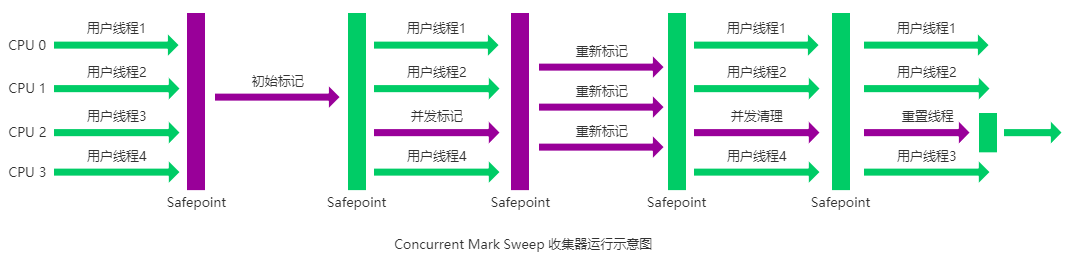 CPU 0 用户线程1 用户线程1 重新标记 用户线程1 用户线程1
CPU 1 用户线程2 初始标记 用户线程2 重新标记 用户线程2 用户线程2
CPU 2 用户线程3 并发标记 重新标记 并发清理 重置线程
CPU 3 用户线程4 用户线程4 用户线程4 用户线程3
Safepoint Safepoint Safepoint Safepoint Safepoint
Concurrent Mark Sweep 收集器运行示意图